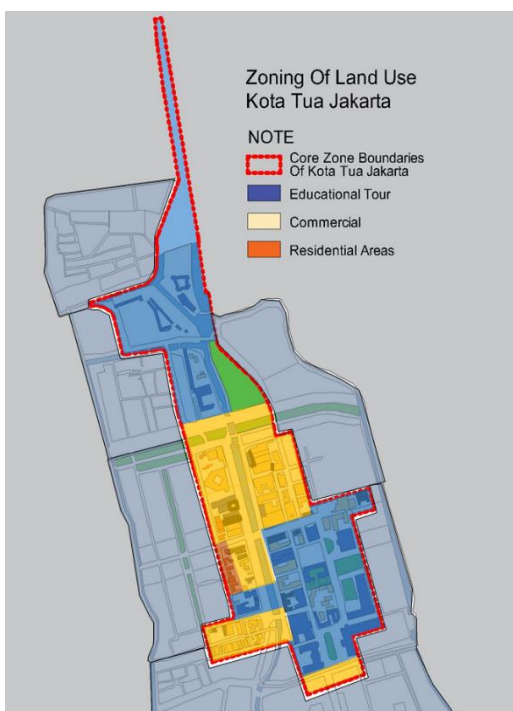 Zoning Of Land Use
Kota Tua Jakarta
NOTE
Core Zone Boundaries
Of Kota Tua Jakarta
Educational Tour
Commercial
Residential Areas